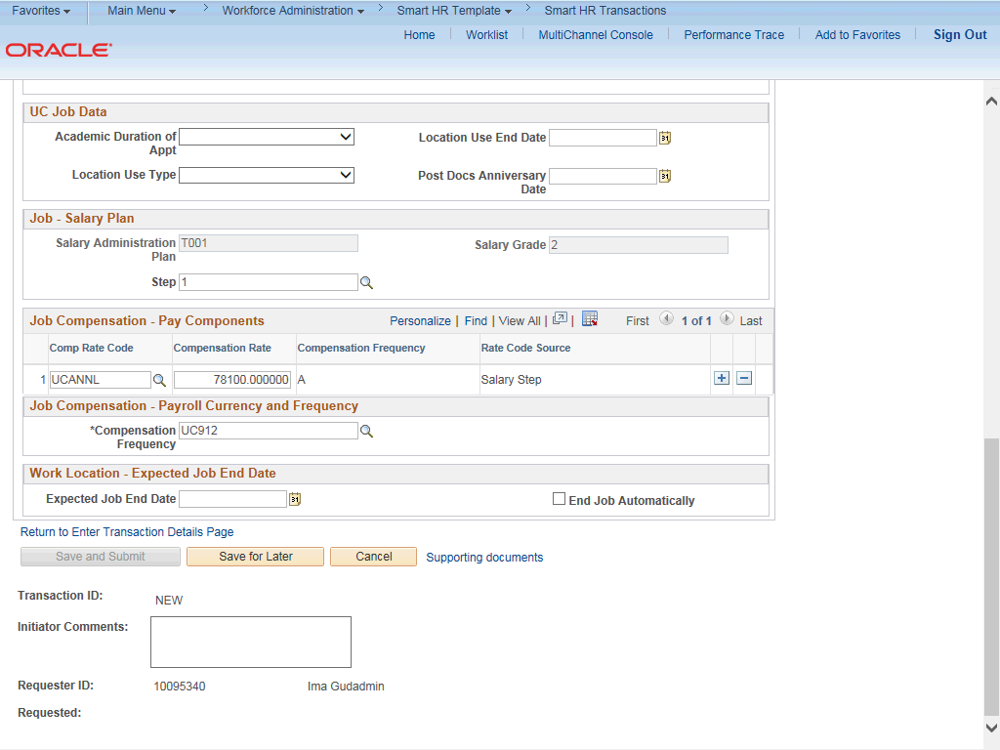 Favorites Main Menu > Workforce Administration > Smart HR Template > Smart HR Transactions
Home Worklist MultiChannel Console Performance Trace Add to Favorites Sign Out
ORACLE
UC Job Data
Academic Duration of Appt
Location Use End Date
Location Use Type
Post Docs Anniversary Date
Job - Salary Plan
Salary Administration Plan T001
Salary Grade 2
Step 1
Job Compensation - Pay Components Personalize | Find | View All | | First 1 of 1 Last
Comp Rate Code Compensation Rate Compensation Frequency Rate Code Source
1 UCANNL 78100.000000 A Salary Step + −
Job Compensation - Payroll Currency and Frequency
*Compensation Frequency UC912
Work Location - Expected Job End Date
Expected Job End Date End Job Automatically
Return to Enter Transaction Details Page
Save and Submit Save for Later Cancel Supporting documents
Transaction ID: NEW
Initiator Comments:
Requester ID: 10095340 Ima Gudadmin
Requested: